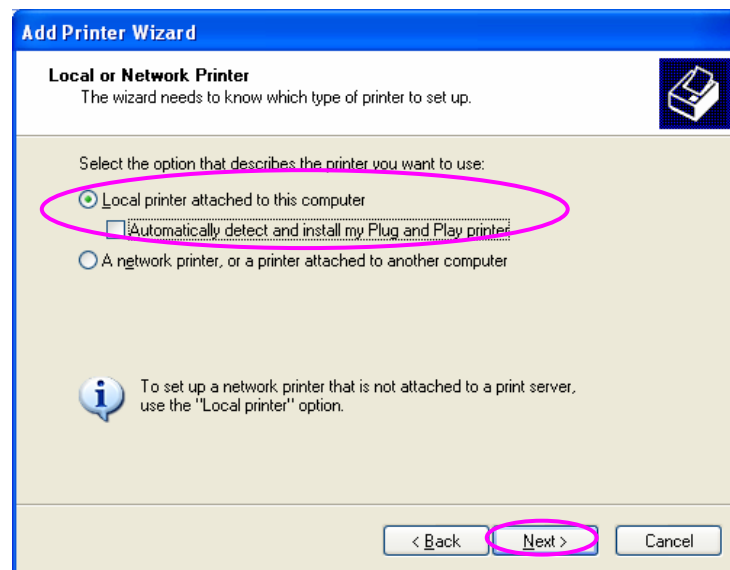 Add Printer Wizard
Local or Network Printer
The wizard needs to know which type of printer to set up.
Select the option that describes the printer you want to use:
Local printer attached to this computer
Automatically detect and install my Plug and Play printer
A network printer, or a printer attached to another computer
To set up a network printer that is not attached to a print server,
use the "Local printer" option.
< Back Next > Cancel